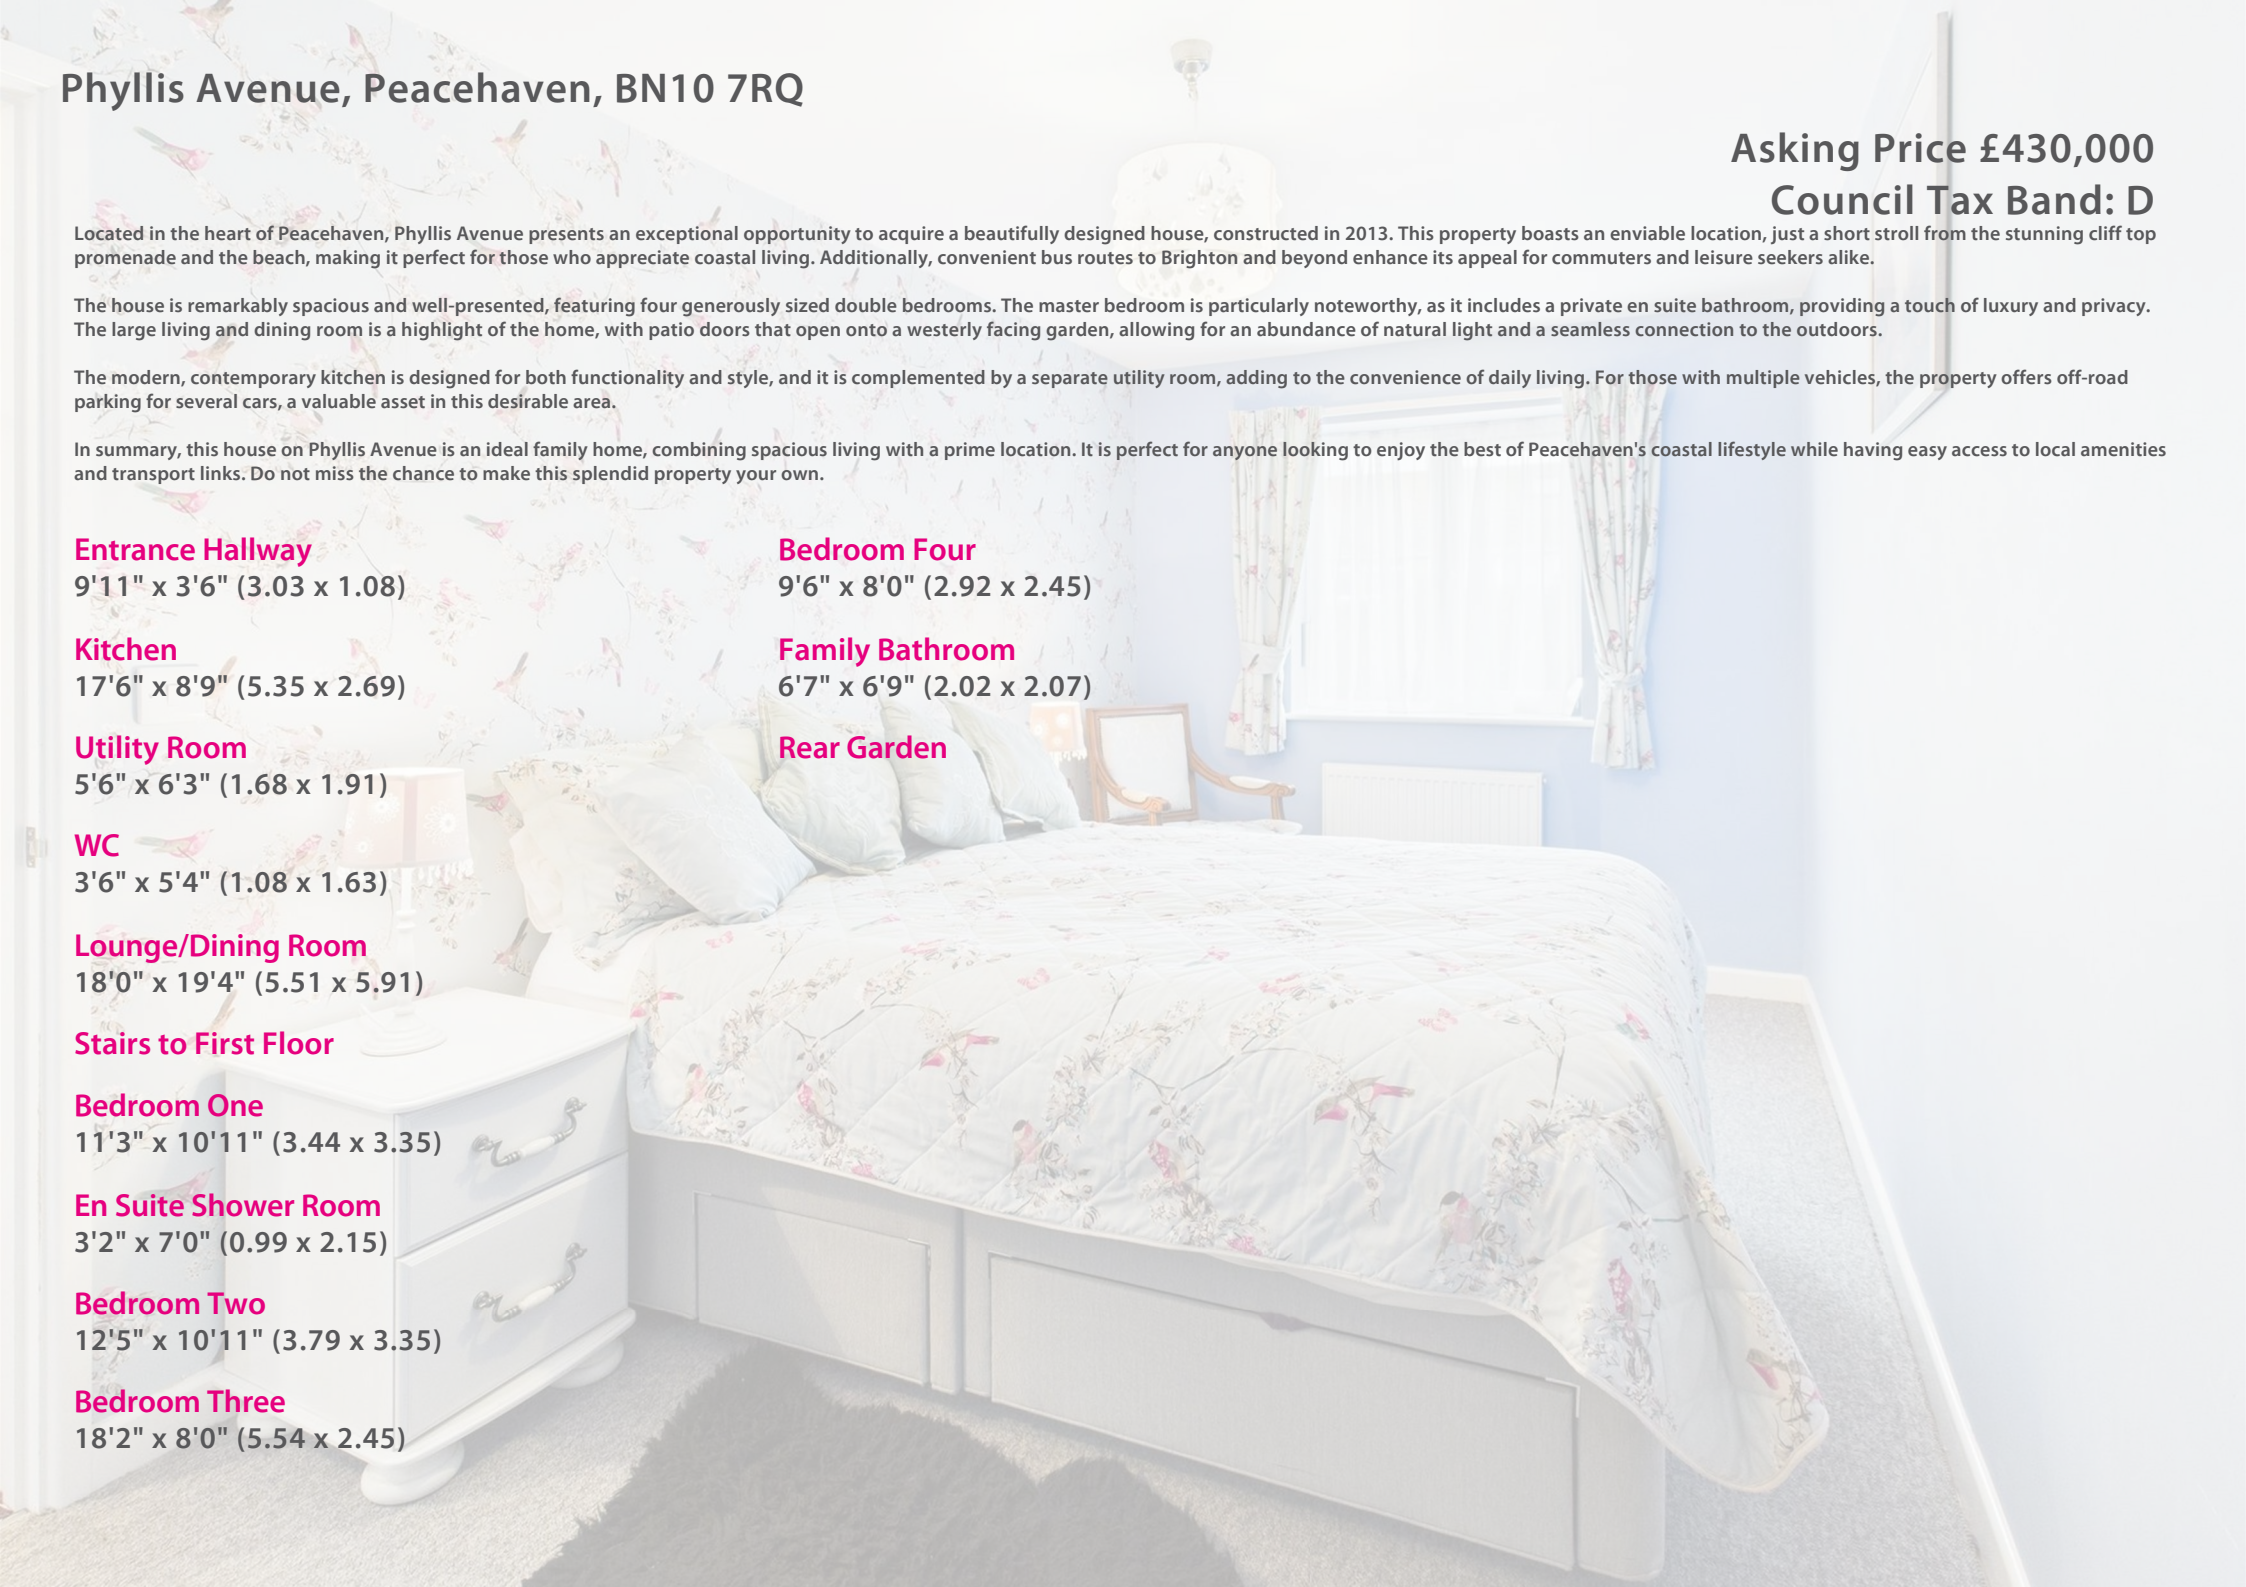 Phyllis Avenue, Peacehaven, BN10 7RQ
Asking Price £430,000
Council Tax Band: D
Located in the heart of Peacehaven, Phyllis Avenue presents an exceptional opportunity to acquire a beautifully designed house, constructed in 2013. This property boasts an enviable location, just a short stroll from the stunning cliff top
promenade and the beach, making it perfect for those who appreciate coastal living. Additionally, convenient bus routes to Brighton and beyond enhance its appeal for commuters and leisure seekers alike.
The house is remarkably spacious and well-presented, featuring four generously sized double bedrooms. The master bedroom is particularly noteworthy, as it includes a private en suite bathroom, providing a touch of luxury and privacy.
The large living and dining room is a highlight of the home, with patio doors that open onto a westerly facing garden, allowing for an abundance of natural light and a seamless connection to the outdoors.
The modern, contemporary kitchen is designed for both functionality and style, and it is complemented by a separate utility room, adding to the convenience of daily living. For those with multiple vehicles, the property offers off-road
parking for several cars, a valuable asset in this desirable area.
In summary, this house on Phyllis Avenue is an ideal family home, combining spacious living with a prime location. It is perfect for anyone looking to enjoy the best of Peacehaven's coastal lifestyle while having easy access to local amenities
and transport links. Do not miss the chance to make this splendid property your own.
Entrance Hallway
9'11" x 3'6" (3.03 x 1.08)
Kitchen
17'6" x 8'9" (5.35 x 2.69)
Utility Room
5'6" x 6'3" (1.68 x 1.91)
WC
3'6" x 5'4" (1.08 x 1.63)
Lounge/Dining Room
18'0" x 19'4" (5.51 x 5.91)
Stairs to First Floor
Bedroom One
11'3" x 10'11" (3.44 x 3.35)
En Suite Shower Room
3'2" x 7'0" (0.99 x 2.15)
Bedroom Two
12'5" x 10'11" (3.79 x 3.35)
Bedroom Three
18'2" x 8'0" (5.54 x 2.45)
Bedroom Four
9'6" x 8'0" (2.92 x 2.45)
Family Bathroom
6'7" x 6'9" (2.02 x 2.07)
Rear Garden